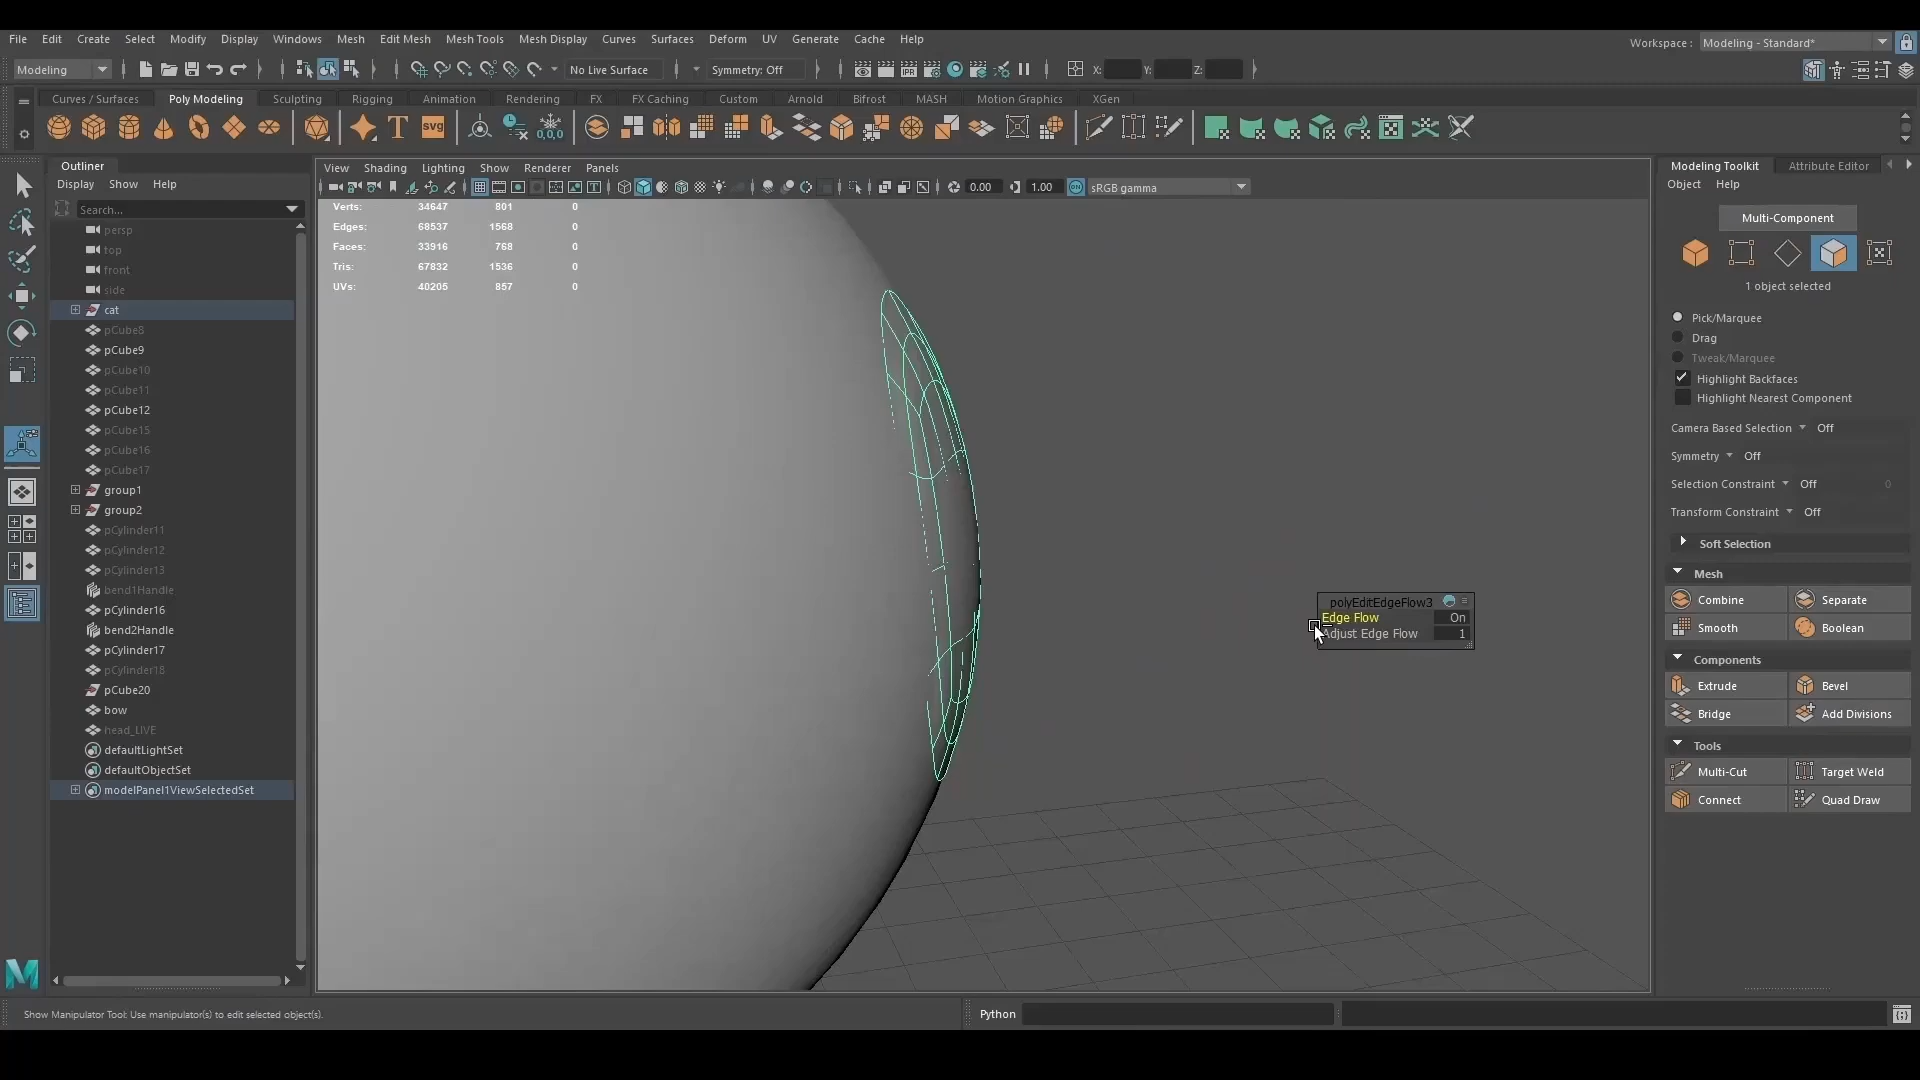 File Edit Create Select Modify Display Windows Mesh Edit Mesh Mesh Tools Mesh Display Curves Surfaces Deform UV Generate Cache Help
Workspace : Modeling - Standard*
Modeling No Live Surface Symmetry: Off X: Y: Z:
Curves / Surfaces Poly Modeling Sculpting Rigging Animation Rendering FX FX Caching Custom Arnold Bifrost MASH Motion Graphics XGen
T svg 0,0,0
Outliner
Display Show Help
Search...
persp
top
front
side
cat
pCube8
pCube9
pCube10
pCube11
pCube12
pCube15
pCube16
pCube17
group1
group2
pCylinder11
pCylinder12
pCylinder13
bend1Handle
pCylinder16
bend2Handle
pCylinder17
pCylinder18
pCube20
bow
head_LIVE
defaultLightSet
defaultObjectSet
modelPanel1ViewSelectedSet
View Shading Lighting Show Renderer Panels
0.00 1.00 ON sRGB gamma
Verts: 34647 801 0
Edges: 68537 1568 0
Faces: 33916 768 0
Tris: 67832 1536 0
UVs: 40205 857 0
polyEditEdgeFlow3
Edge Flow On
Adjust Edge Flow 1
Modeling Toolkit Attribute Editor
Object Help
Multi-Component
1 object selected
Pick/Marquee
Drag
Tweak/Marquee
Highlight Backfaces
Highlight Nearest Component
Camera Based Selection Off
Symmetry Off
Selection Constraint Off 0
Transform Constraint Off
Soft Selection
Mesh
Combine Separate
Smooth Boolean
Components
Extrude Bevel
Bridge Add Divisions
Tools
Multi-Cut Target Weld
Connect Quad Draw
M
Show Manipulator Tool: Use manipulator(s) to edit selected object(s).
Python